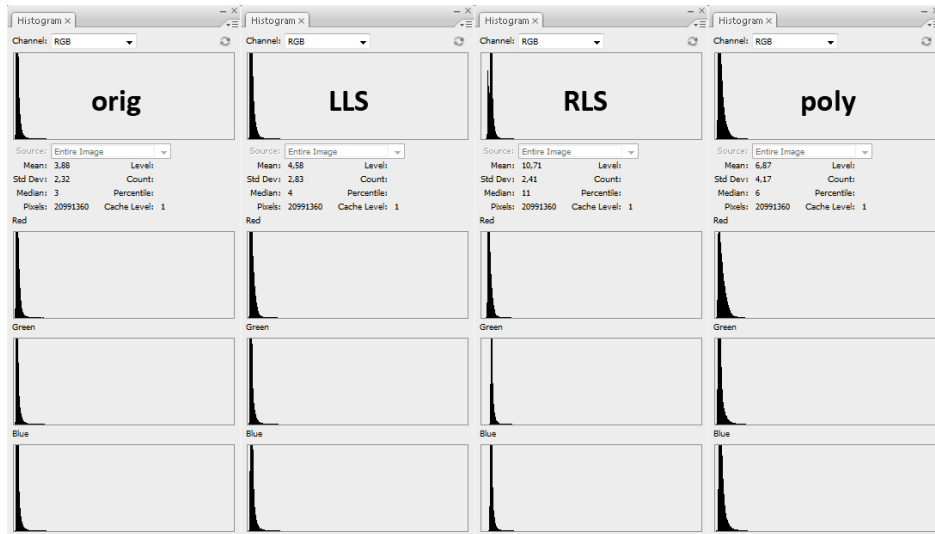 Histogram ×
Channel: RGB
orig
Source: Entire Image
Mean: 3,88 Level:
Std Dev: 2,32 Count:
Median: 3 Percentile:
Pixels: 20991360 Cache Level: 1
Red
Green
Blue
Histogram ×
Channel: RGB
LLS
Source: Entire Image
Mean: 4,58 Level:
Std Dev: 2,83 Count:
Median: 4 Percentile:
Pixels: 20991360 Cache Level: 1
Red
Green
Blue
Histogram ×
Channel: RGB
RLS
Source: Entire Image
Mean: 10,71 Level:
Std Dev: 2,41 Count:
Median: 11 Percentile:
Pixels: 20991360 Cache Level: 1
Red
Green
Blue
Histogram ×
Channel: RGB
poly
Source: Entire Image
Mean: 6,87 Level:
Std Dev: 4,17 Count:
Median: 6 Percentile:
Pixels: 20991360 Cache Level: 1
Red
Green
Blue